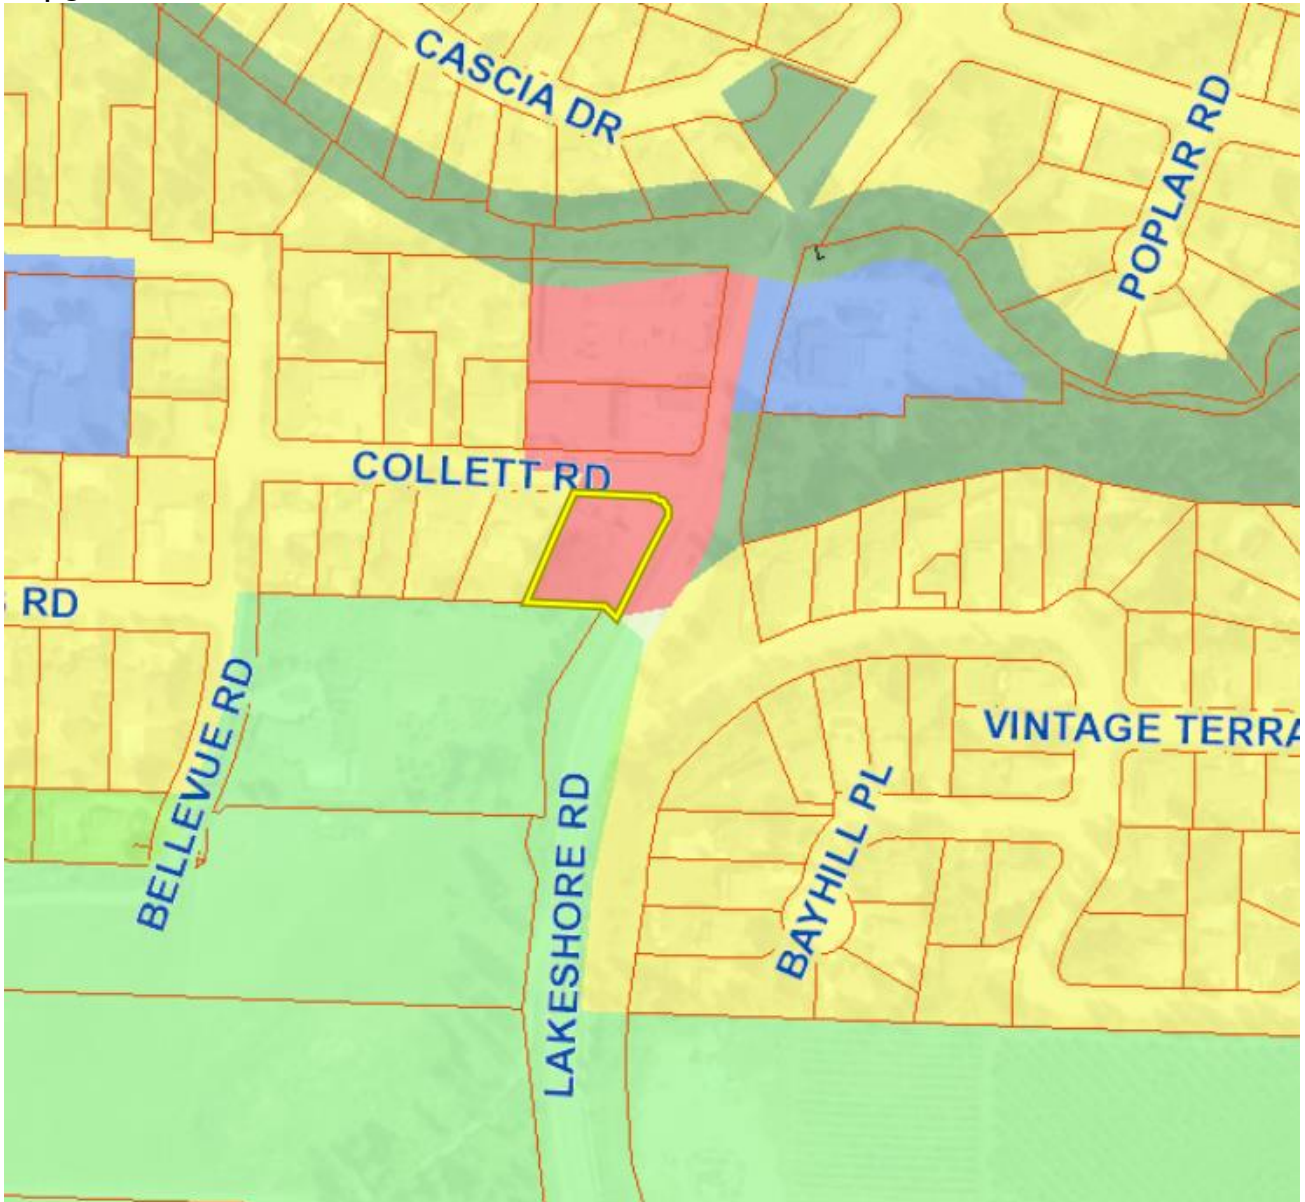 CASCIA DR
POPLAR RD
COLLETT RD
RD
BELLEVUE RD
VINTAGE TERRA
BAYHILL PL
LAKESHORE RD